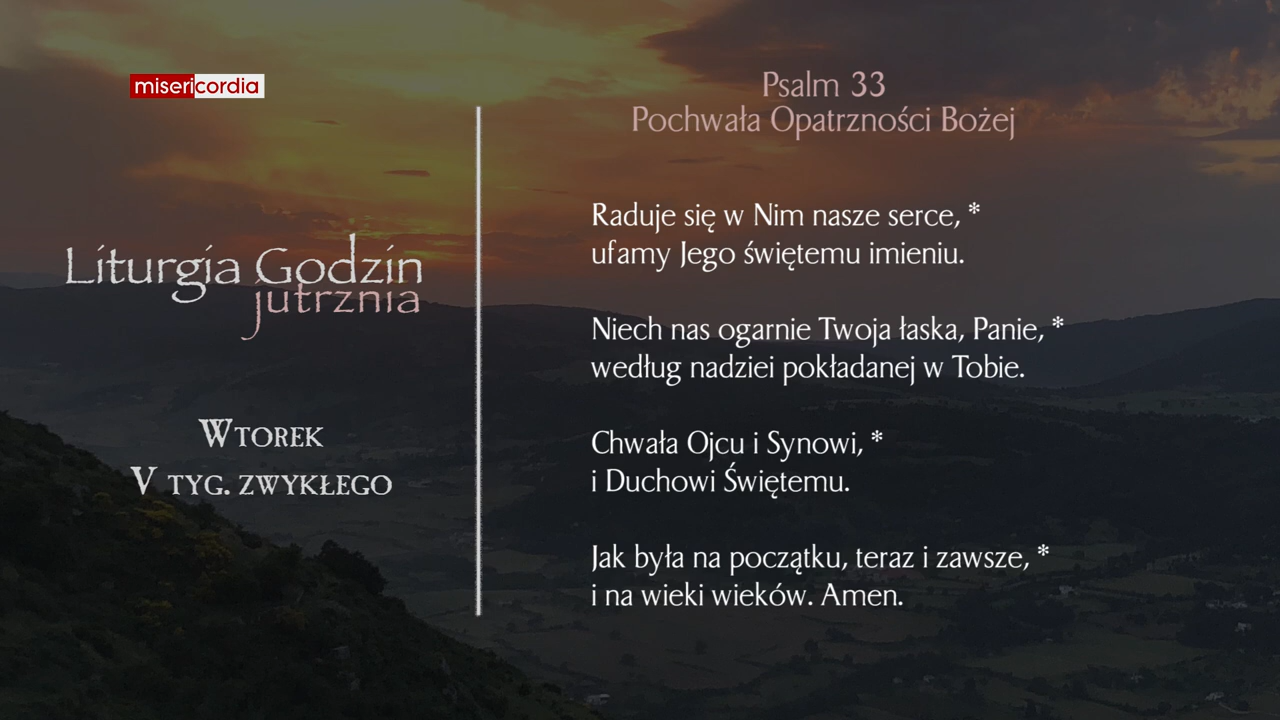 misericordia
Liturgia Godzin
jutrznia
Wtorek
V tyg. zwykłego
Psalm 33
Pochwała Opatrzności Bożej
Raduje się w Nim nasze serce, *
ufamy Jego świętemu imieniu.
Niech nas ogarnie Twoja łaska, Panie, *
według nadziei pokładanej w Tobie.
Chwała Ojcu i Synowi, *
i Duchowi Świętemu.
Jak była na początku, teraz i zawsze, *
i na wieki wieków. Amen.